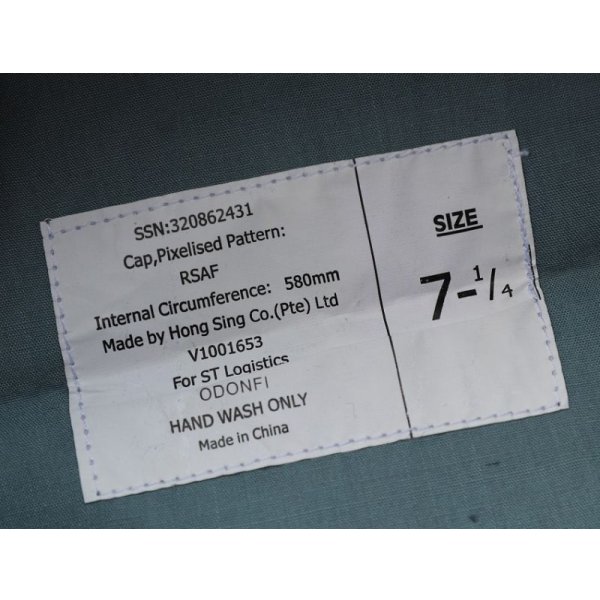 SSN:320862431
Cap,Pixelised Pattern:
RSAF
Internal Circumference: 580mm
Made by Hong Sing Co.(Pte) Ltd
V1001653
For ST Logistics
ODONFI
HAND WASH ONLY
Made in China
SIZE
7-1/4